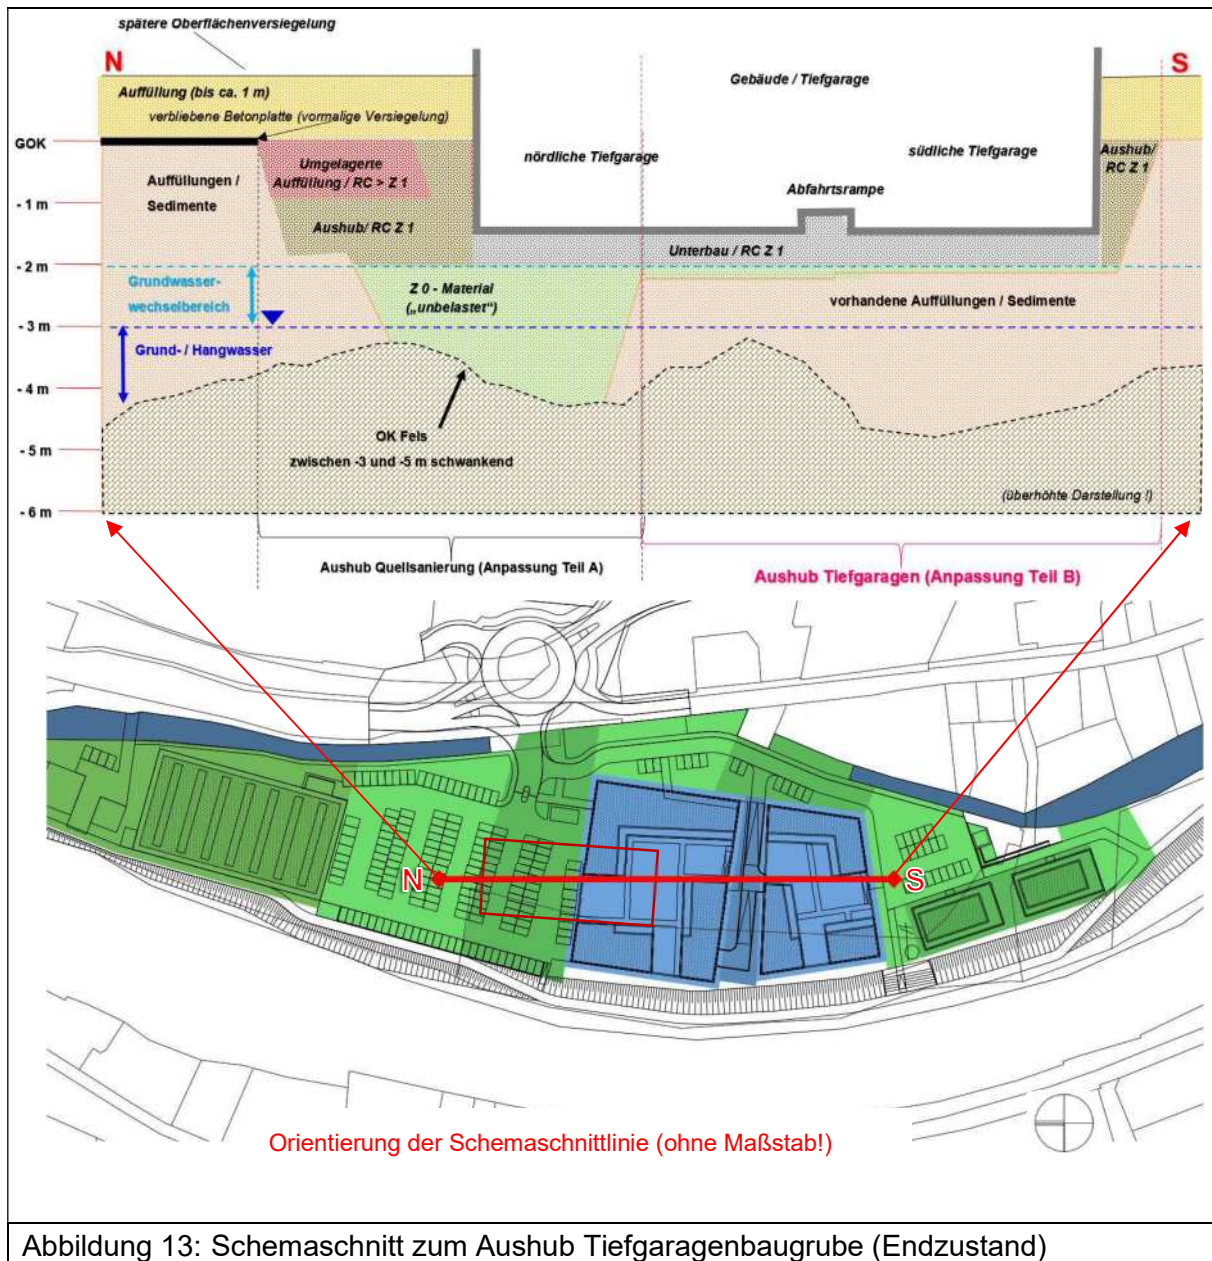 spätere Oberflächenversiegelung
N
S
Auffüllung (bis ca. 1 m)
verbliebene Betonplatte (vormalige Versiegelung)
Gebäude / Tiefgarage
GOK
nördliche Tiefgarage
südliche Tiefgarage
Umgelagerte
Auffüllung / RC > Z 1
Aushub/
RC Z 1
Auffüllungen /
Sedimente
Abfahrtsrampe
- 1 m
Aushub/ RC Z 1
Unterbau / RC Z 1
- 2 m
Grundwasser-
wechselbereich
Z 0 - Material
(„unbelastet“)
vorhandene Auffüllungen / Sedimente
- 3 m
Grund- / Hangwasser
- 4 m
OK Fels
zwischen -3 und -5 m schwankend
- 5 m
(überhöhte Darstellung !)
- 6 m
Aushub Quellsanierung (Anpassung Teil A)
Aushub Tiefgaragen (Anpassung Teil B)
N
S
Orientierung der Schemaschnittlinie (ohne Maßstab!)
Abbildung 13: Schemaschnitt zum Aushub Tiefgaragenbaugrube (Endzustand)